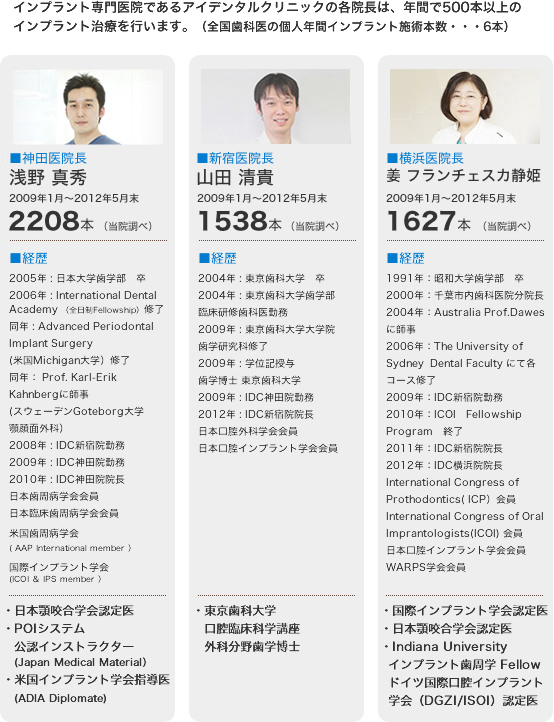 インプラント専門医院であるアイデンタルクリニックの各院長は、年間で500本以上の
インプラント治療を行います。（全国歯科医の個人年間インプラント施術本数・・・6本）
■神田医院長
浅野 真秀
2009年1月〜2012年5月末
2208本 （当院調べ）
■経歴
2005年 : 日本大学歯学部　卒
2006年 : International Dental
Academy （全日制Fellowship）修了
同年 : Advanced Periodontal
Implant Surgery
(米国Michigan大学）修了
同年： Prof. Karl-Erik
Kahnbergに師事
(スウェーデンGoteborg大学
顎顔面外科)
2008年 : IDC新宿院勤務
2009年 : IDC神田院勤務
2010年 : IDC神田院院長
日本歯周病学会会員
日本臨床歯周病学会会員
米国歯周病学会
( AAP International member ）
国際インプラント学会
(ICOI ＆ IPS member ）
・日本顎咬合学会認定医
・POIシステム
公認インストラクター
(Japan Medical Material)
・米国インプラント学会指導医
(ADIA Diplomate)
■新宿医院長
山田 清貴
2009年1月〜2012年5月末
1538本 （当院調べ）
■経歴
2004年 : 東京歯科大学　卒
2004年 : 東京歯科大学歯学部
臨床研修歯科医勤務
2009年 : 東京歯科大学大学院
歯学研究科修了
2009年 : 学位記授与
歯学博士 東京歯科大学
2009年 : IDC神田院勤務
2012年 : IDC新宿院院長
日本口腔外科学会会員
日本口腔インプラント学会会員
・東京歯科大学
口腔臨床科学講座
外科分野歯学博士
■横浜医院長
姜 フランチェスカ静姫
2009年1月〜2012年5月末
1627本 （当院調べ）
■経歴
1991年：昭和大学歯学部　卒
2000年：千葉市内歯科医院分院長
2004年：Australia Prof.Dawes
に師事
2006年：The University of
Sydney Dental Faculty にて各
コース修了
2009年：IDC新宿院勤務
2010年：ICOI　Fellowship
Program　終了
2011年：IDC新宿院院長
2012年：IDC横浜院院長
International Congress of
Prothodontics( ICP）会員
International Congress of Oral
Imprantologists(ICOI) 会員
日本口腔インプラント学会会員
WARPS学会会員
・国際インプラント学会認定医
・日本顎咬合学会認定医
・Indiana University
インプラント歯周学 Fellow
ドイツ国際口腔インプラント
学会（DGZI/ISOI）認定医